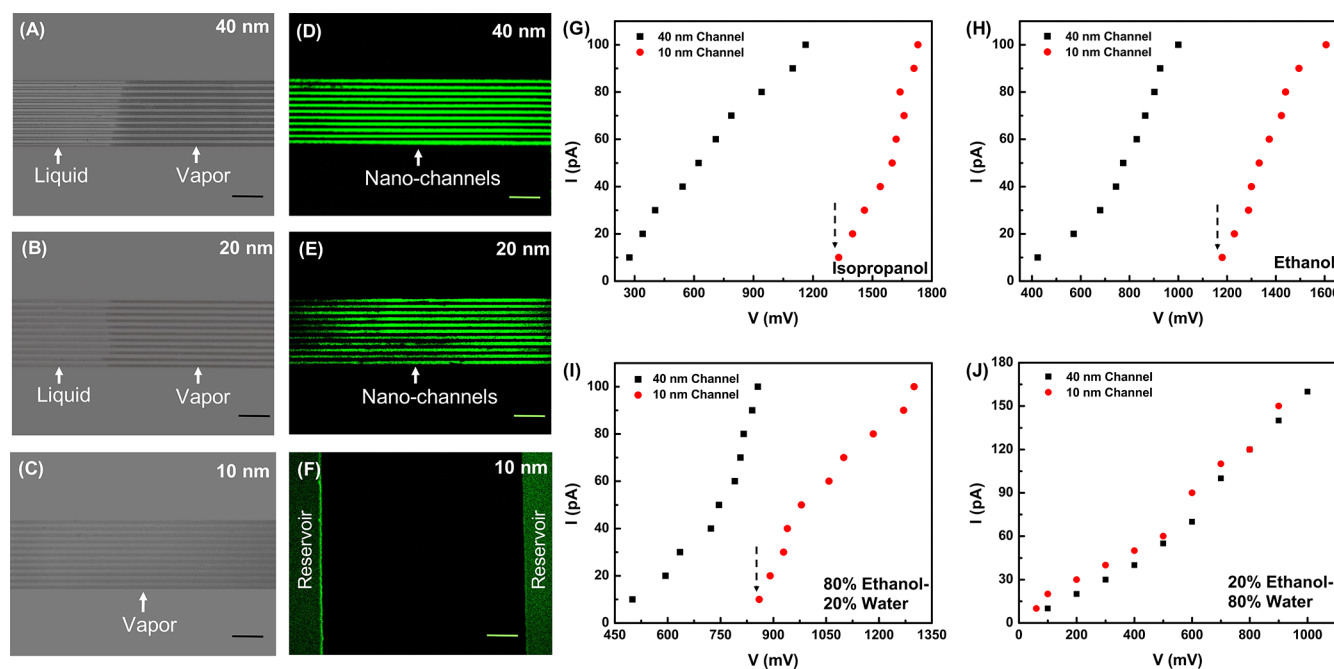 (A)
40 nm
Liquid
Vapor
(D)
40 nm
Nano-channels
(B)
20 nm
Liquid
Vapor
(E)
20 nm
Nano-channels
(C)
10 nm
Vapor
(F)
10 nm
Reservoir
Reservoir
(G)
40 nm Channel
10 nm Channel
100
80
60
40
20
0
I (pA)
Isopropanol
300
600
900
1200
1500
1800
V (mV)
(H)
40 nm Channel
10 nm Channel
100
80
60
40
20
0
I (pA)
Ethanol
400
600
800
1000
1200
1400
1600
V (mV)
(I)
40 nm Channel
10 nm Channel
100
80
60
40
20
0
I (pA)
80% Ethanol-
20% Water
450
600
750
900
1050
1200
1350
V (mV)
(J)
40 nm Channel
10 nm Channel
180
150
120
90
60
30
0
I (pA)
20% Ethanol-
80% Water
0
200
400
600
800
1000
V (mV)